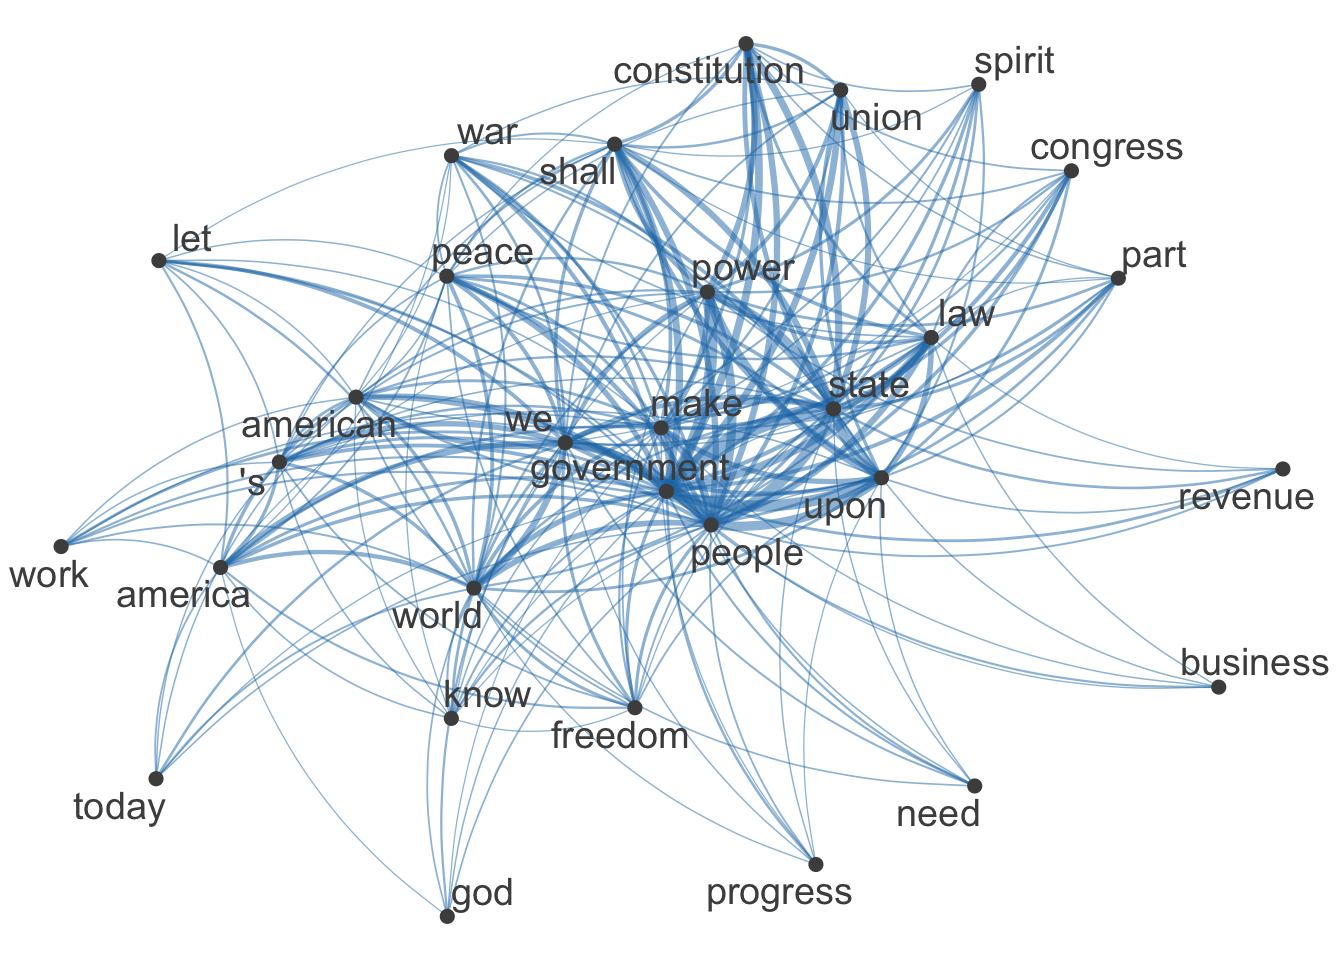 constitution
spirit
union
war
congress
shall
let
peace
part
power
law
state
make
american
we
government
's
revenue
upon
people
work
america
world
business
know
freedom
today
need
god
progress